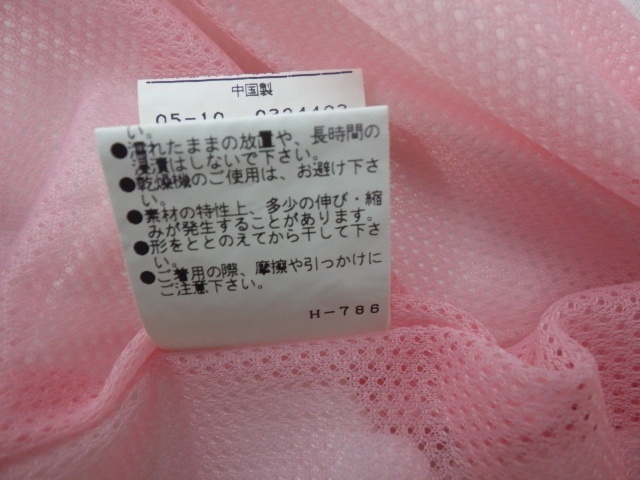 中国製
05-10
い。
●濡れたままの放置や、長時間の
浸漬はしないで下さい。
●乾燥機のご使用は、お避け下さ
い。
●素材の特性上、多少の伸び・縮
みが発生することがあります。
●形をととのえてから干して下さ
い。
●ご着用の際、摩擦や引っかけに
ご注意下さい。
H-786